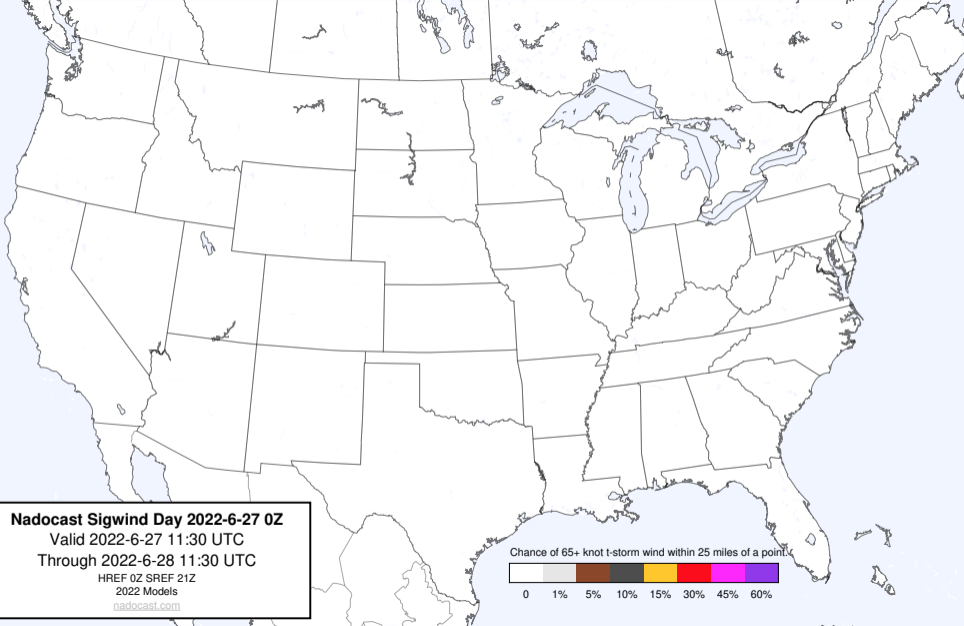 Nadocast Sigwind Day 2022-6-27 0Z
Valid 2022-6-27 11:30 UTC
Through 2022-6-28 11:30 UTC
HREF 0Z SREF 21Z
2022 Models
nadocast.com
Chance of 65+ knot t-storm wind within 25 miles of a point.
0 1% 5% 10% 15% 30% 45% 60%